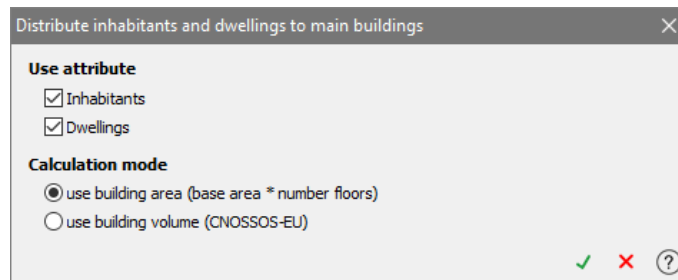 Distribute inhabitants and dwellings to main buildings
Use attribute
Inhabitants
Dwellings
Calculation mode
use building area (base area * number floors)
use building volume (CNOSSOS-EU)
?